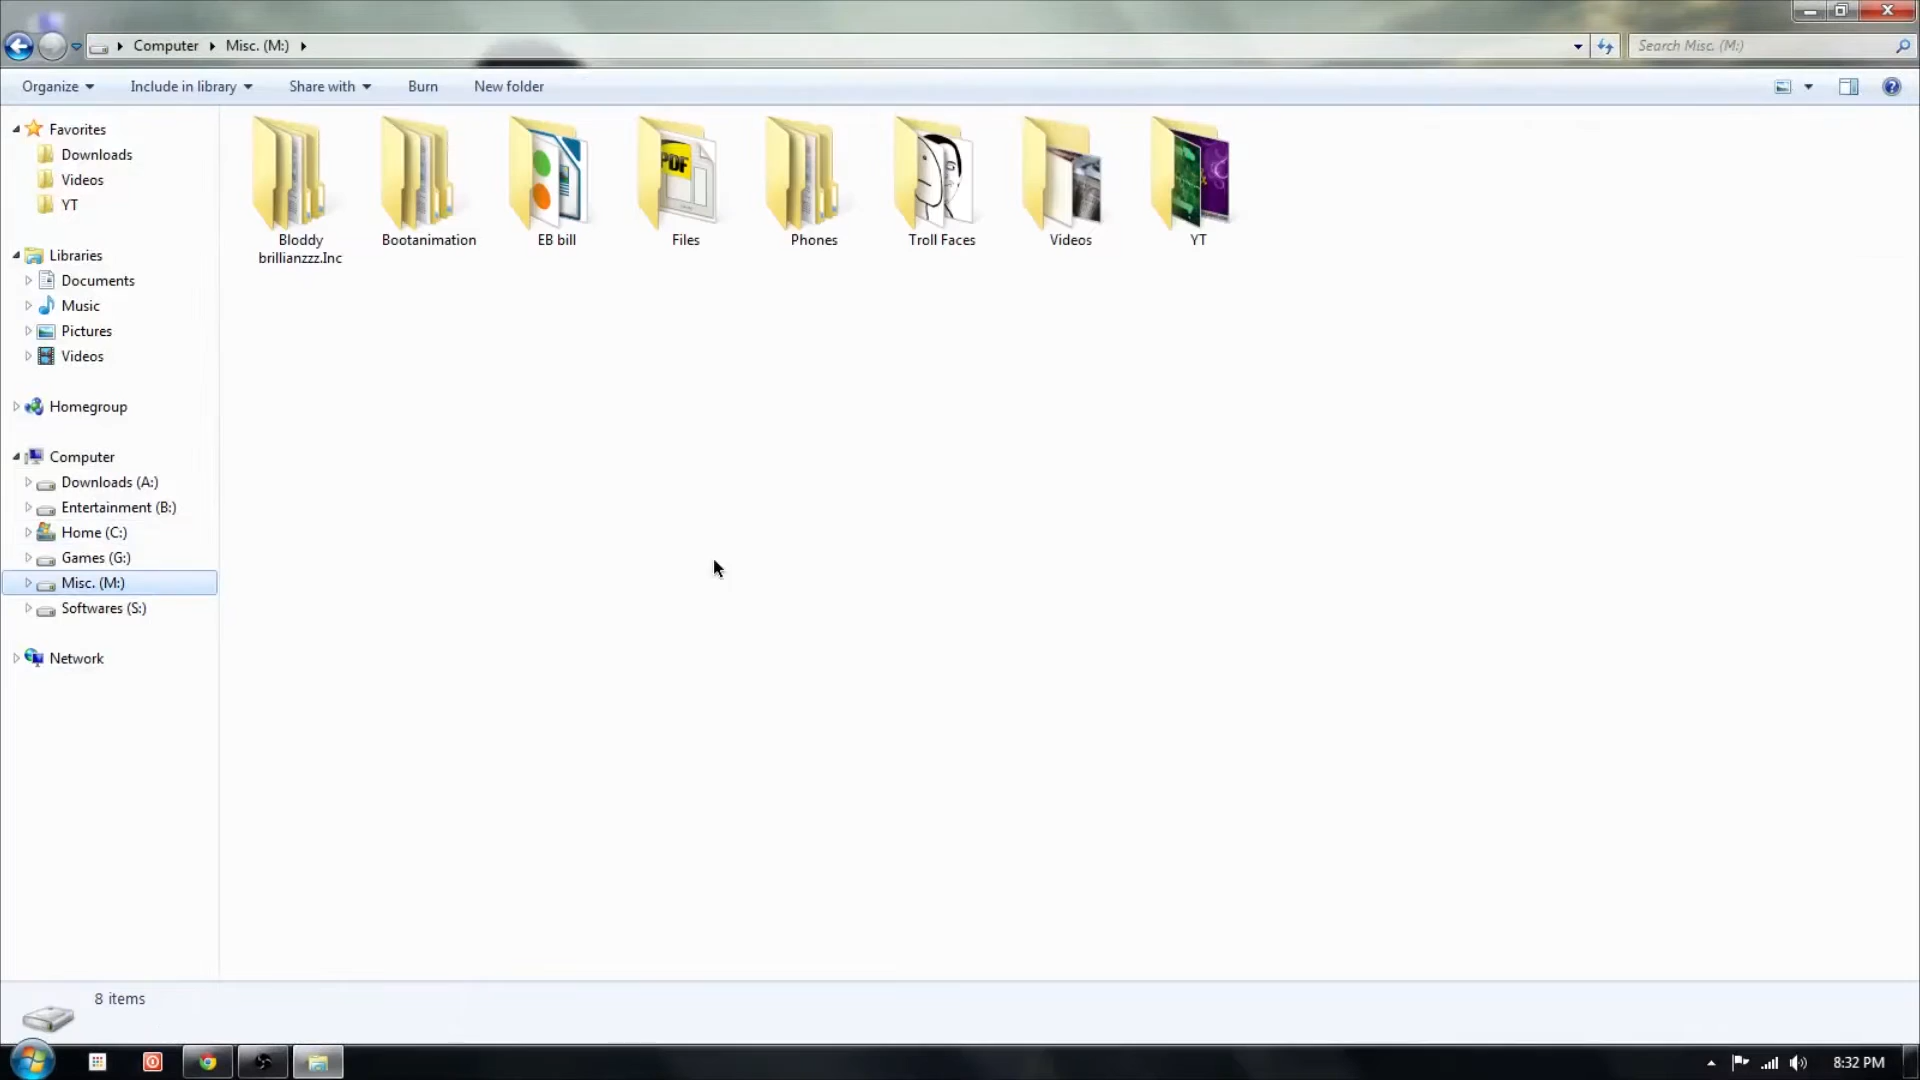 Computer Misc. (M:)
Search Misc. (M:)
Organize Include in library Share with Burn New folder
Favorites
Downloads
Videos
YT
Libraries
Documents
Music
Pictures
Videos
Homegroup
Computer
Downloads (A:)
Entertainment (B:)
Home (C:)
Games (G:)
Misc. (M:)
Softwares (S:)
Network
PDF
Bloddy
brillianzzz.Inc
Bootanimation
EB bill
Files
Phones
Troll Faces
Videos
YT
8 items
8:32 PM